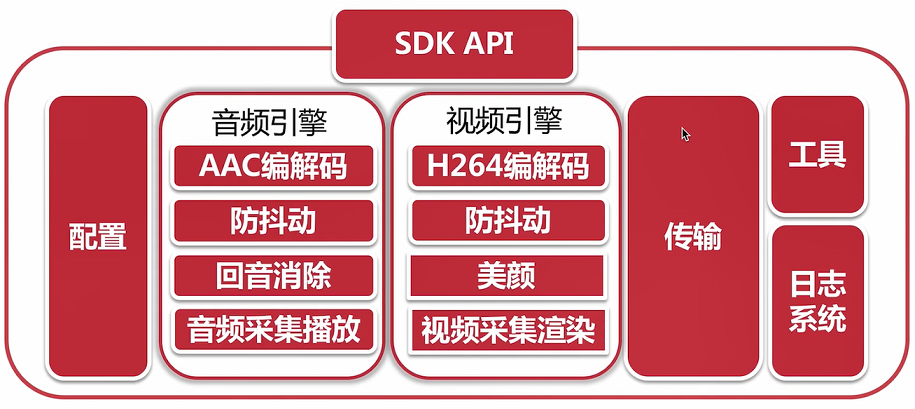 SDK API
配置
音频引擎
AAC编解码
防抖动
回音消除
音频采集播放
视频引擎
H264编解码
防抖动
美颜
视频采集渲染
传输
工具
日志
系统